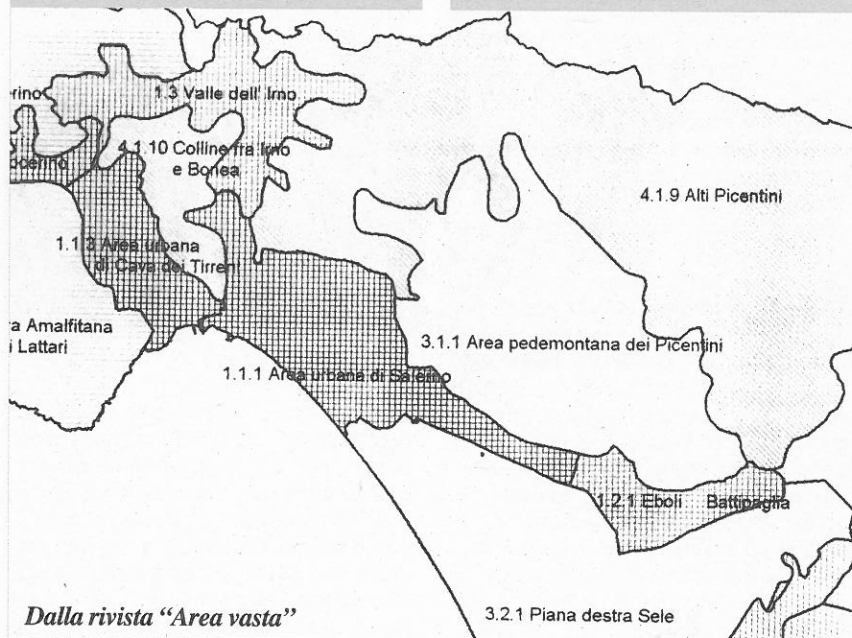 1.3 Valle dell' Irno
4.1.10 Colline fra Irno
e Bonea
4.1.9 Alti Picentini
1.1.3 Area urbana
di Cava dei Tirreni
3.1.1 Area pedemontana dei Picentini
1.1.1 Area urbana di Salerno
Amalfitana
i Lattari
1.2.1 Eboli Battipaglia
3.2.1 Piana destra Sele
Dalla rivista “Area vasta”